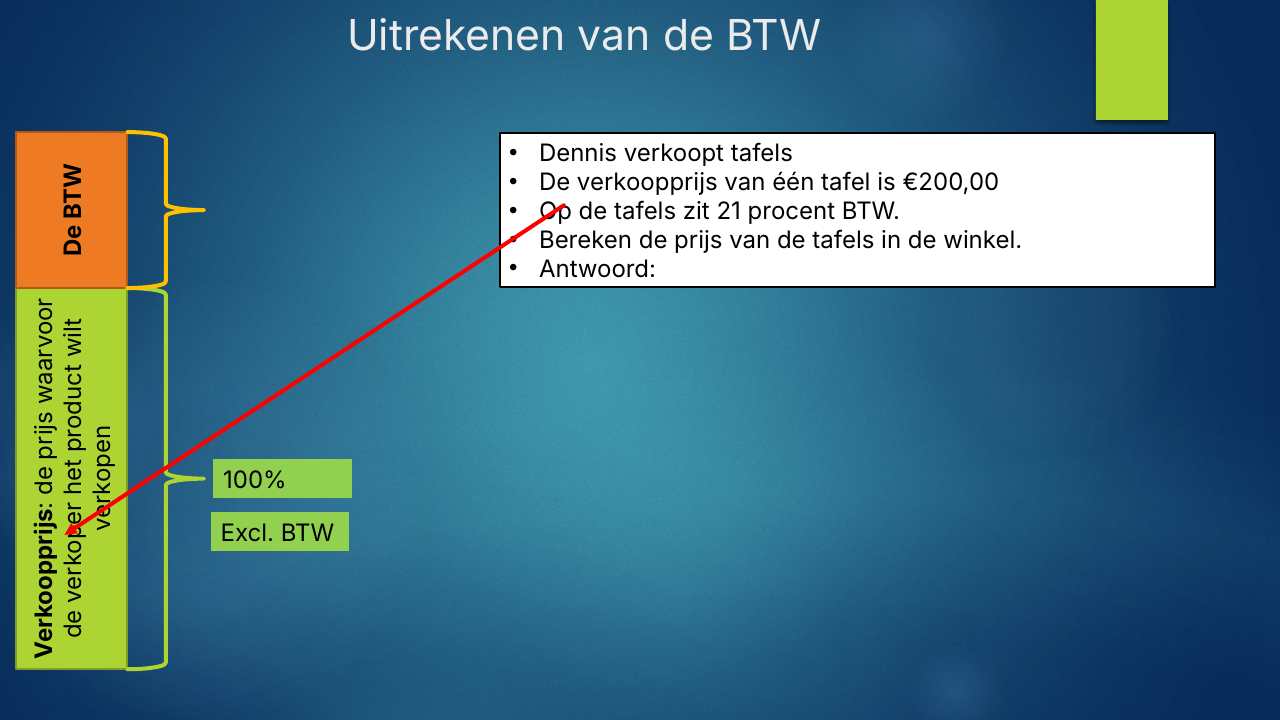 Uitrekenen van de BTW
De BTW
Verkoopprijs: de prijs waarvoor
de verkoper het product wilt
verkopen
• Dennis verkoopt tafels
• De verkoopprijs van één tafel is €200,00
• Op de tafels zit 21 procent BTW.
• Bereken de prijs van de tafels in de winkel.
• Antwoord:
100%
Excl. BTW